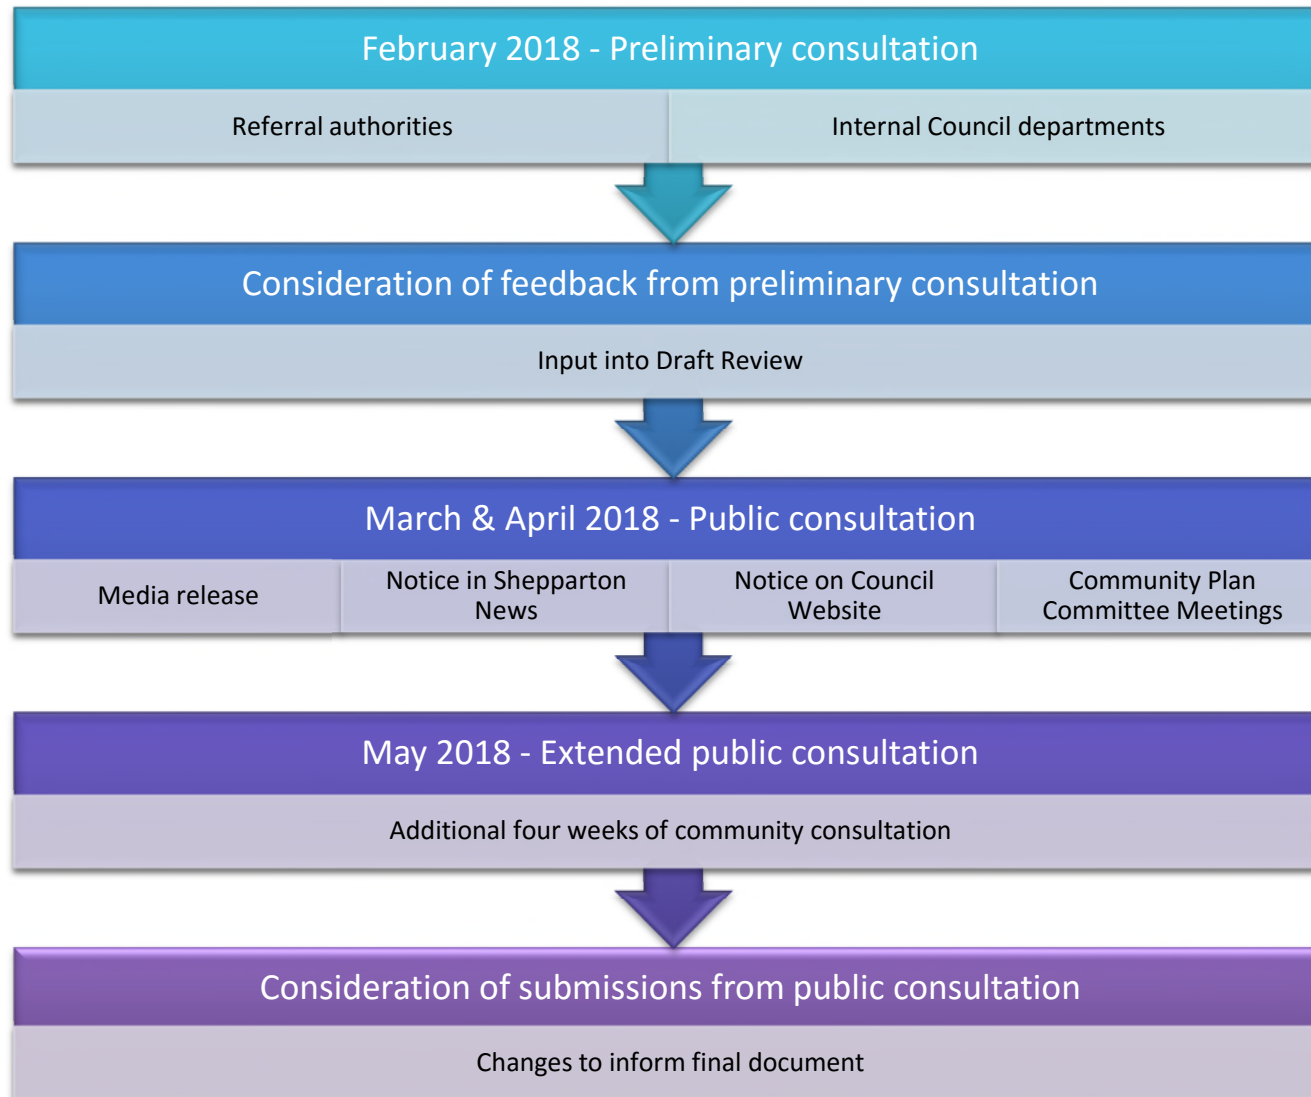 February 2018 - Preliminary consultation
Referral authorities
Internal Council departments
Consideration of feedback from preliminary consultation
Input into Draft Review
March & April 2018 - Public consultation
Media release
Notice in Shepparton
News
Notice on Council
Website
Community Plan
Committee Meetings
May 2018 - Extended public consultation
Additional four weeks of community consultation
Consideration of submissions from public consultation
Changes to inform final document